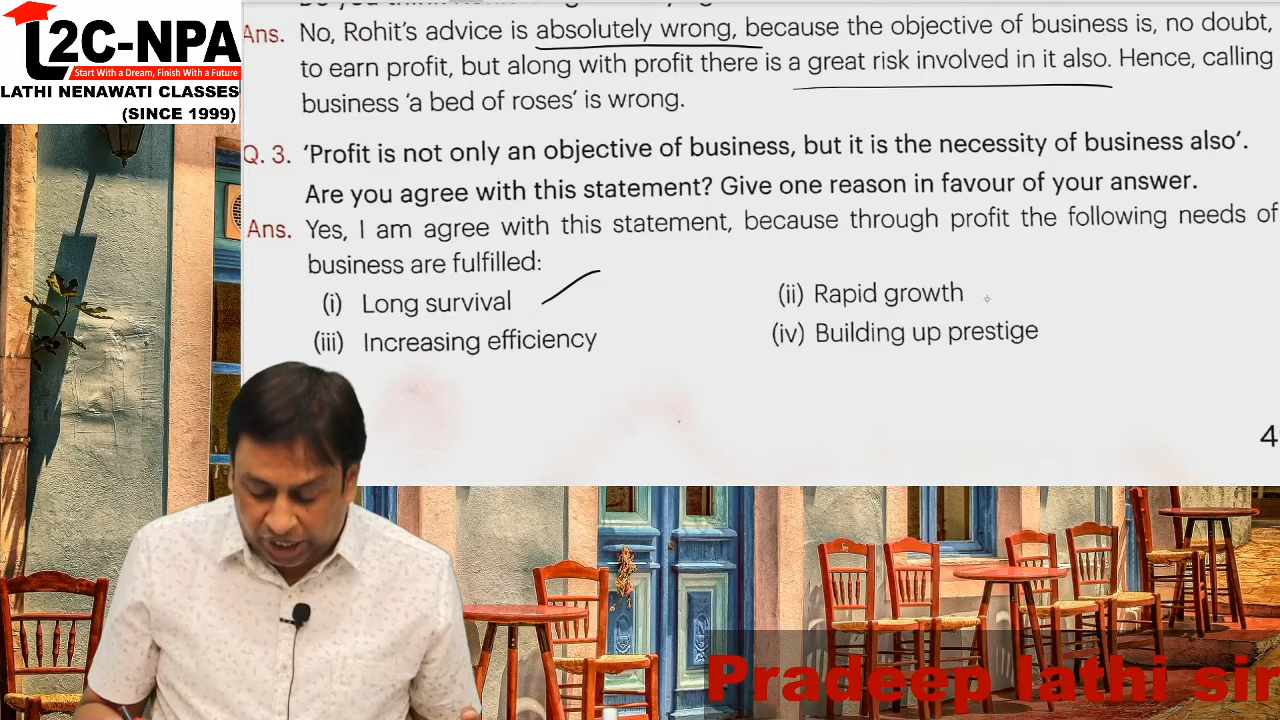 L2C-NPA
Start With a Dream, Finish With a Future
LATHI NENAWATI CLASSES
(SINCE 1999)
Ans. No, Rohit's advice is absolutely wrong, because the objective of business is, no doubt,
to earn profit, but along with profit there is a great risk involved in it also. Hence, calling
business 'a bed of roses' is wrong.
Q. 3. 'Profit is not only an objective of business, but it is the necessity of business also'.
Are you agree with this statement? Give one reason in favour of your answer.
Ans. Yes, I am agree with this statement, because through profit the following needs of
business are fulfilled:
(i) Long survival (ii) Rapid growth
(iii) Increasing efficiency (iv) Building up prestige
Pradeep lathi sir